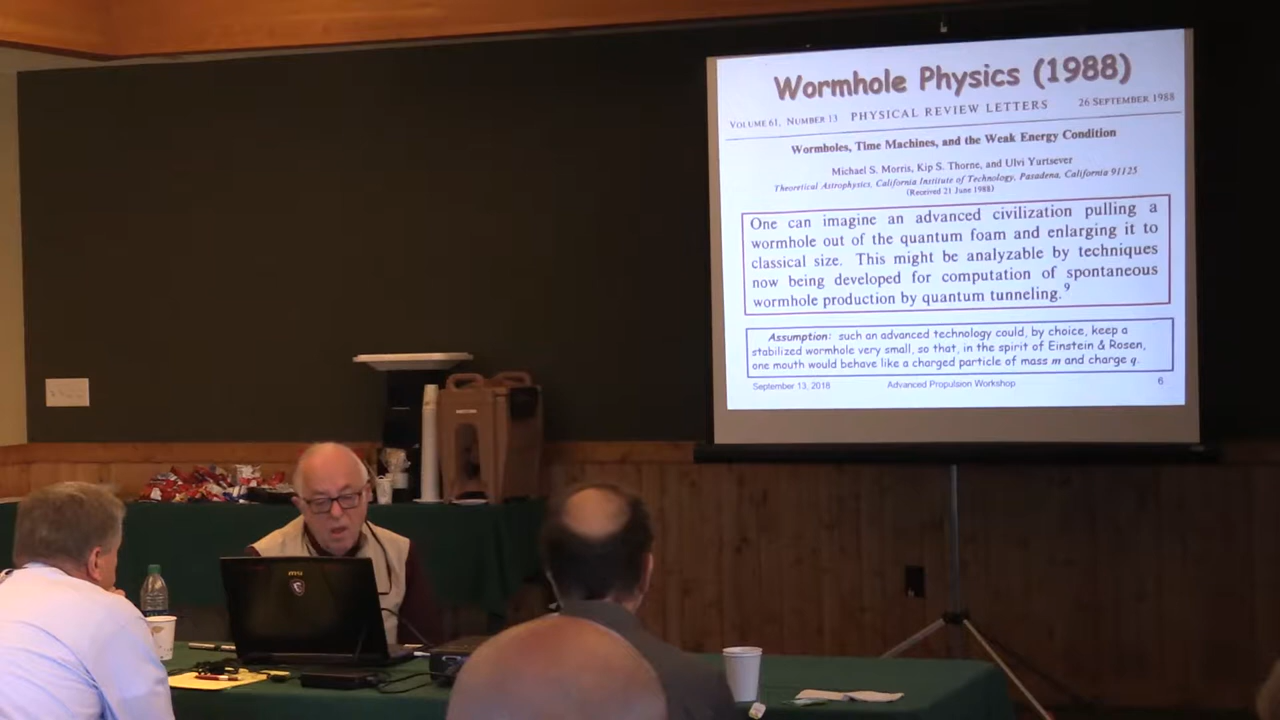 Wormhole Physics (1988)
VOLUME 61, NUMBER 13 PHYSICAL REVIEW LETTERS 26 SEPTEMBER 1988
Wormholes, Time Machines, and the Weak Energy Condition
Michael S. Morris, Kip S. Thorne, and Ulvi Yurtsever
Theoretical Astrophysics, California Institute of Technology, Pasadena, California 91125
(Received 21 June 1988)
One can imagine an advanced civilization pulling a
wormhole out of the quantum foam and enlarging it to
classical size. This might be analyzable by techniques
now being developed for computation of spontaneous
wormhole production by quantum tunneling.9
Assumption: such an advanced technology could, by choice, keep a
stabilized wormhole very small, so that, in the spirit of Einstein & Rosen,
one mouth would behave like a charged particle of mass m and charge q.
September 13, 2018 Advanced Propulsion Workshop 6
msi